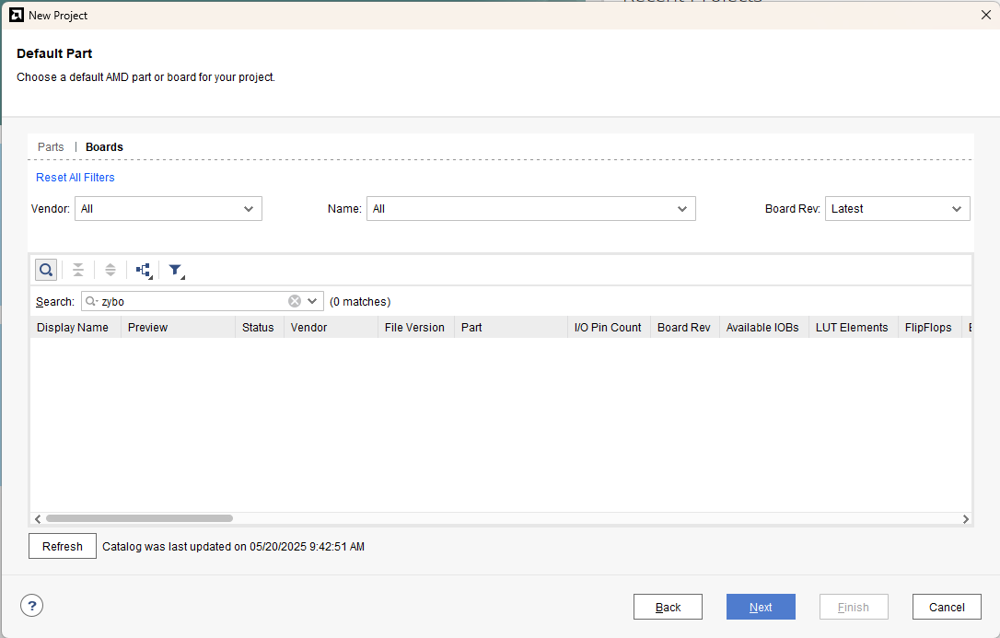 Recent Projects
New Project
Default Part
Choose a default AMD part or board for your project.
Parts | Boards
Reset All Filters
Vendor: All Name: All Board Rev: Latest
Search: zybo (0 matches)
Display Name Preview Status Vendor File Version Part I/O Pin Count Board Rev Available IOBs LUT Elements FlipFlops
Refresh Catalog was last updated on 05/20/2025 9:42:51 AM
? Back Next Finish Cancel